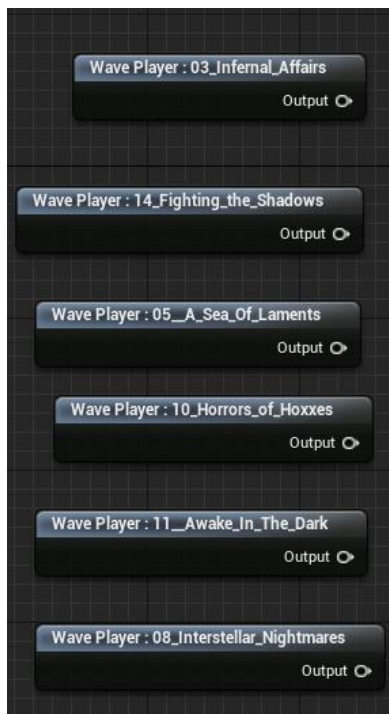 Wave Player : 03_Infernal_Affairs
Output
Wave Player : 14_Fighting_the_Shadows
Output
Wave Player : 05__A_Sea_Of_Laments
Output
Wave Player : 10_Horrors_of_Hoxxes
Output
Wave Player : 11__Awake_In_The_Dark
Output
Wave Player : 08_Interstellar_Nightmares
Output